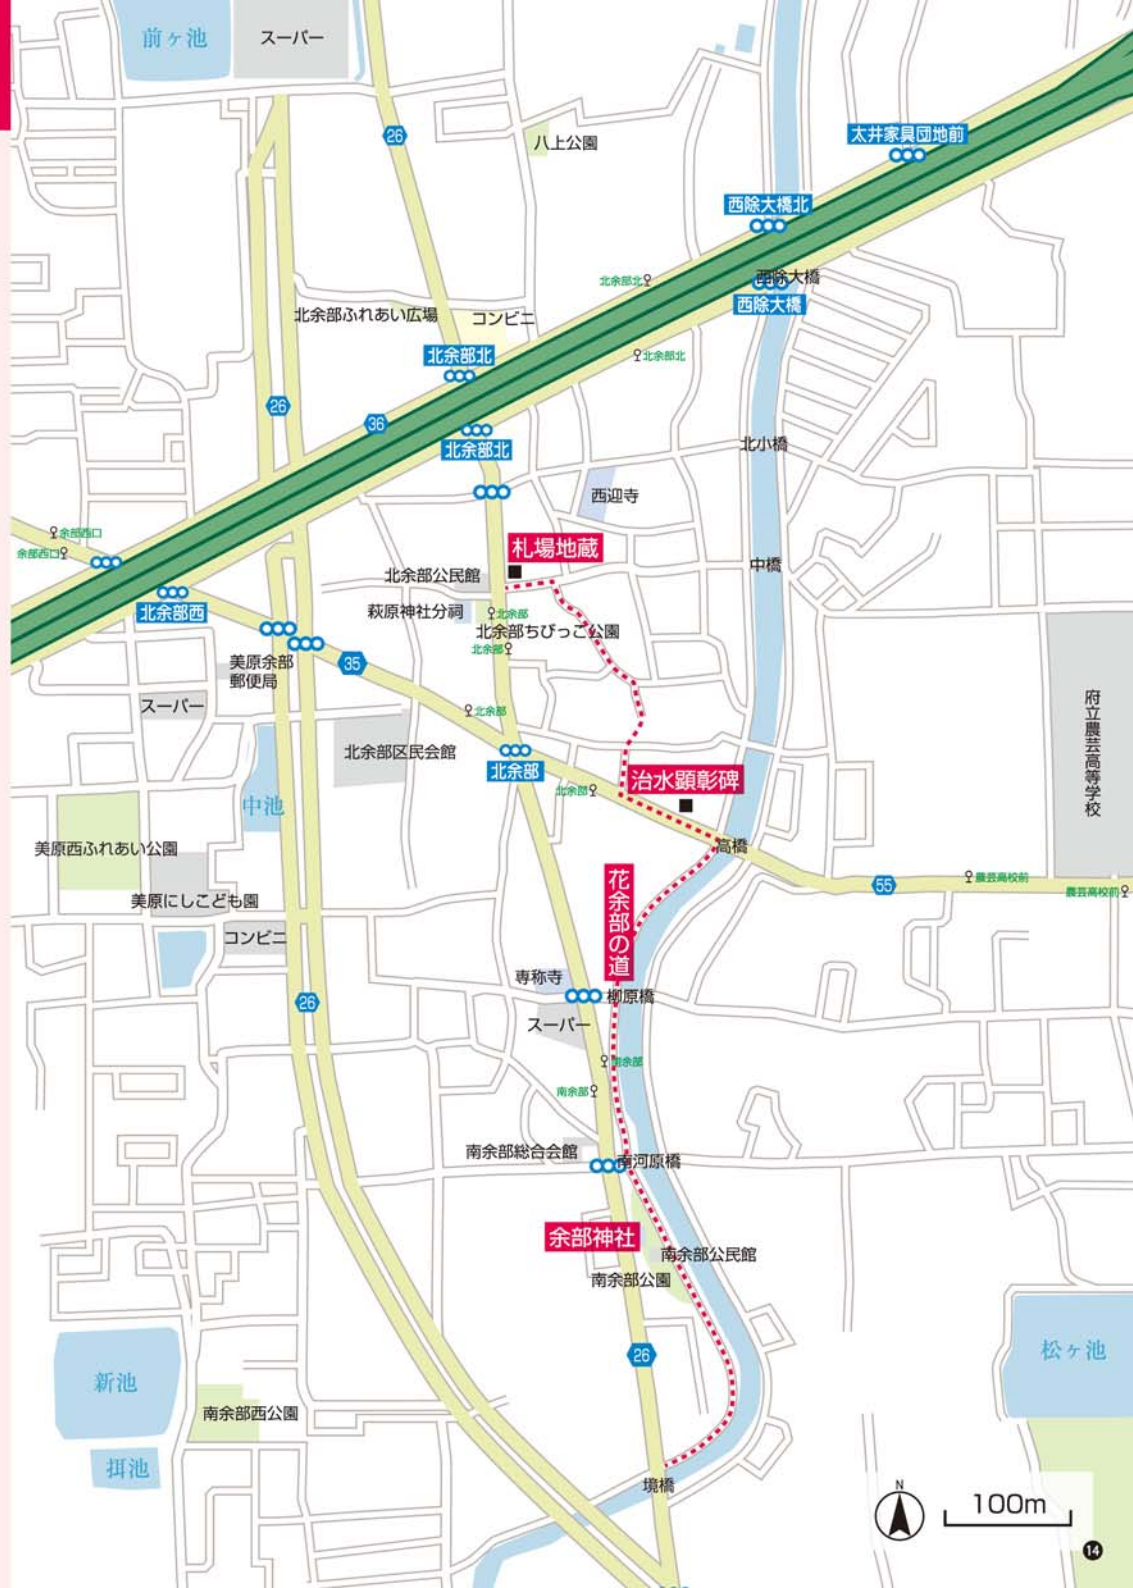 前ヶ池
スーパー
26
八上公園
太井家具団地前
西除大橋北
西除大橋
西除大橋
北余部北
北余部ふれあい広場
コンビニ
北余部北
北余部北
26
36
北余部北
北小橋
西迎寺
余部西口
余部西口
札場地蔵
中橋
北余部公民館
北余部西
萩原神社分祠
北余部
北余部ちびっこ公園
北余部
美原余部
郵便局
35
スーパー
北余部
府立農芸高等学校
北余部区民会館
北余部
治水顕彰碑
北余部
中池
高橋
美原西ふれあい公園
花余部の道
55
農芸高校前
農芸高校前
美原にしこども園
コンビニ
専称寺
柳原橋
26
スーパー
南余部
南余部
南余部総合会館
南河原橋
余部神社
南余部公民館
南余部公園
26
松ヶ池
新池
南余部西公園
挕池
境橋
N
100m
14